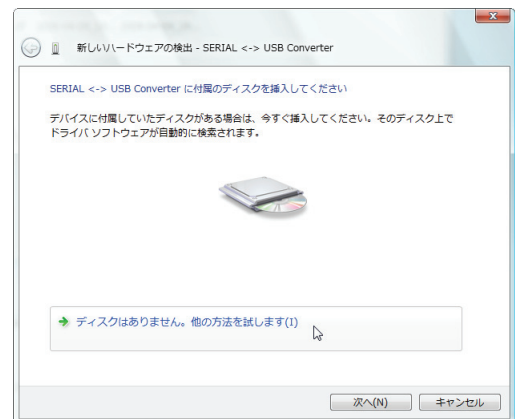 新しいハードウェアの検出 - SERIAL <-> USB Converter
SERIAL <-> USB Converter に付属のディスクを挿入してください
デバイスに付属していたディスクがある場合は、今すぐ挿入してください。そのディスク上で
ドライバ ソフトウェアが自動的に検索されます。
ディスクはありません。他の方法を試します(I)
次へ(N)
キャンセル